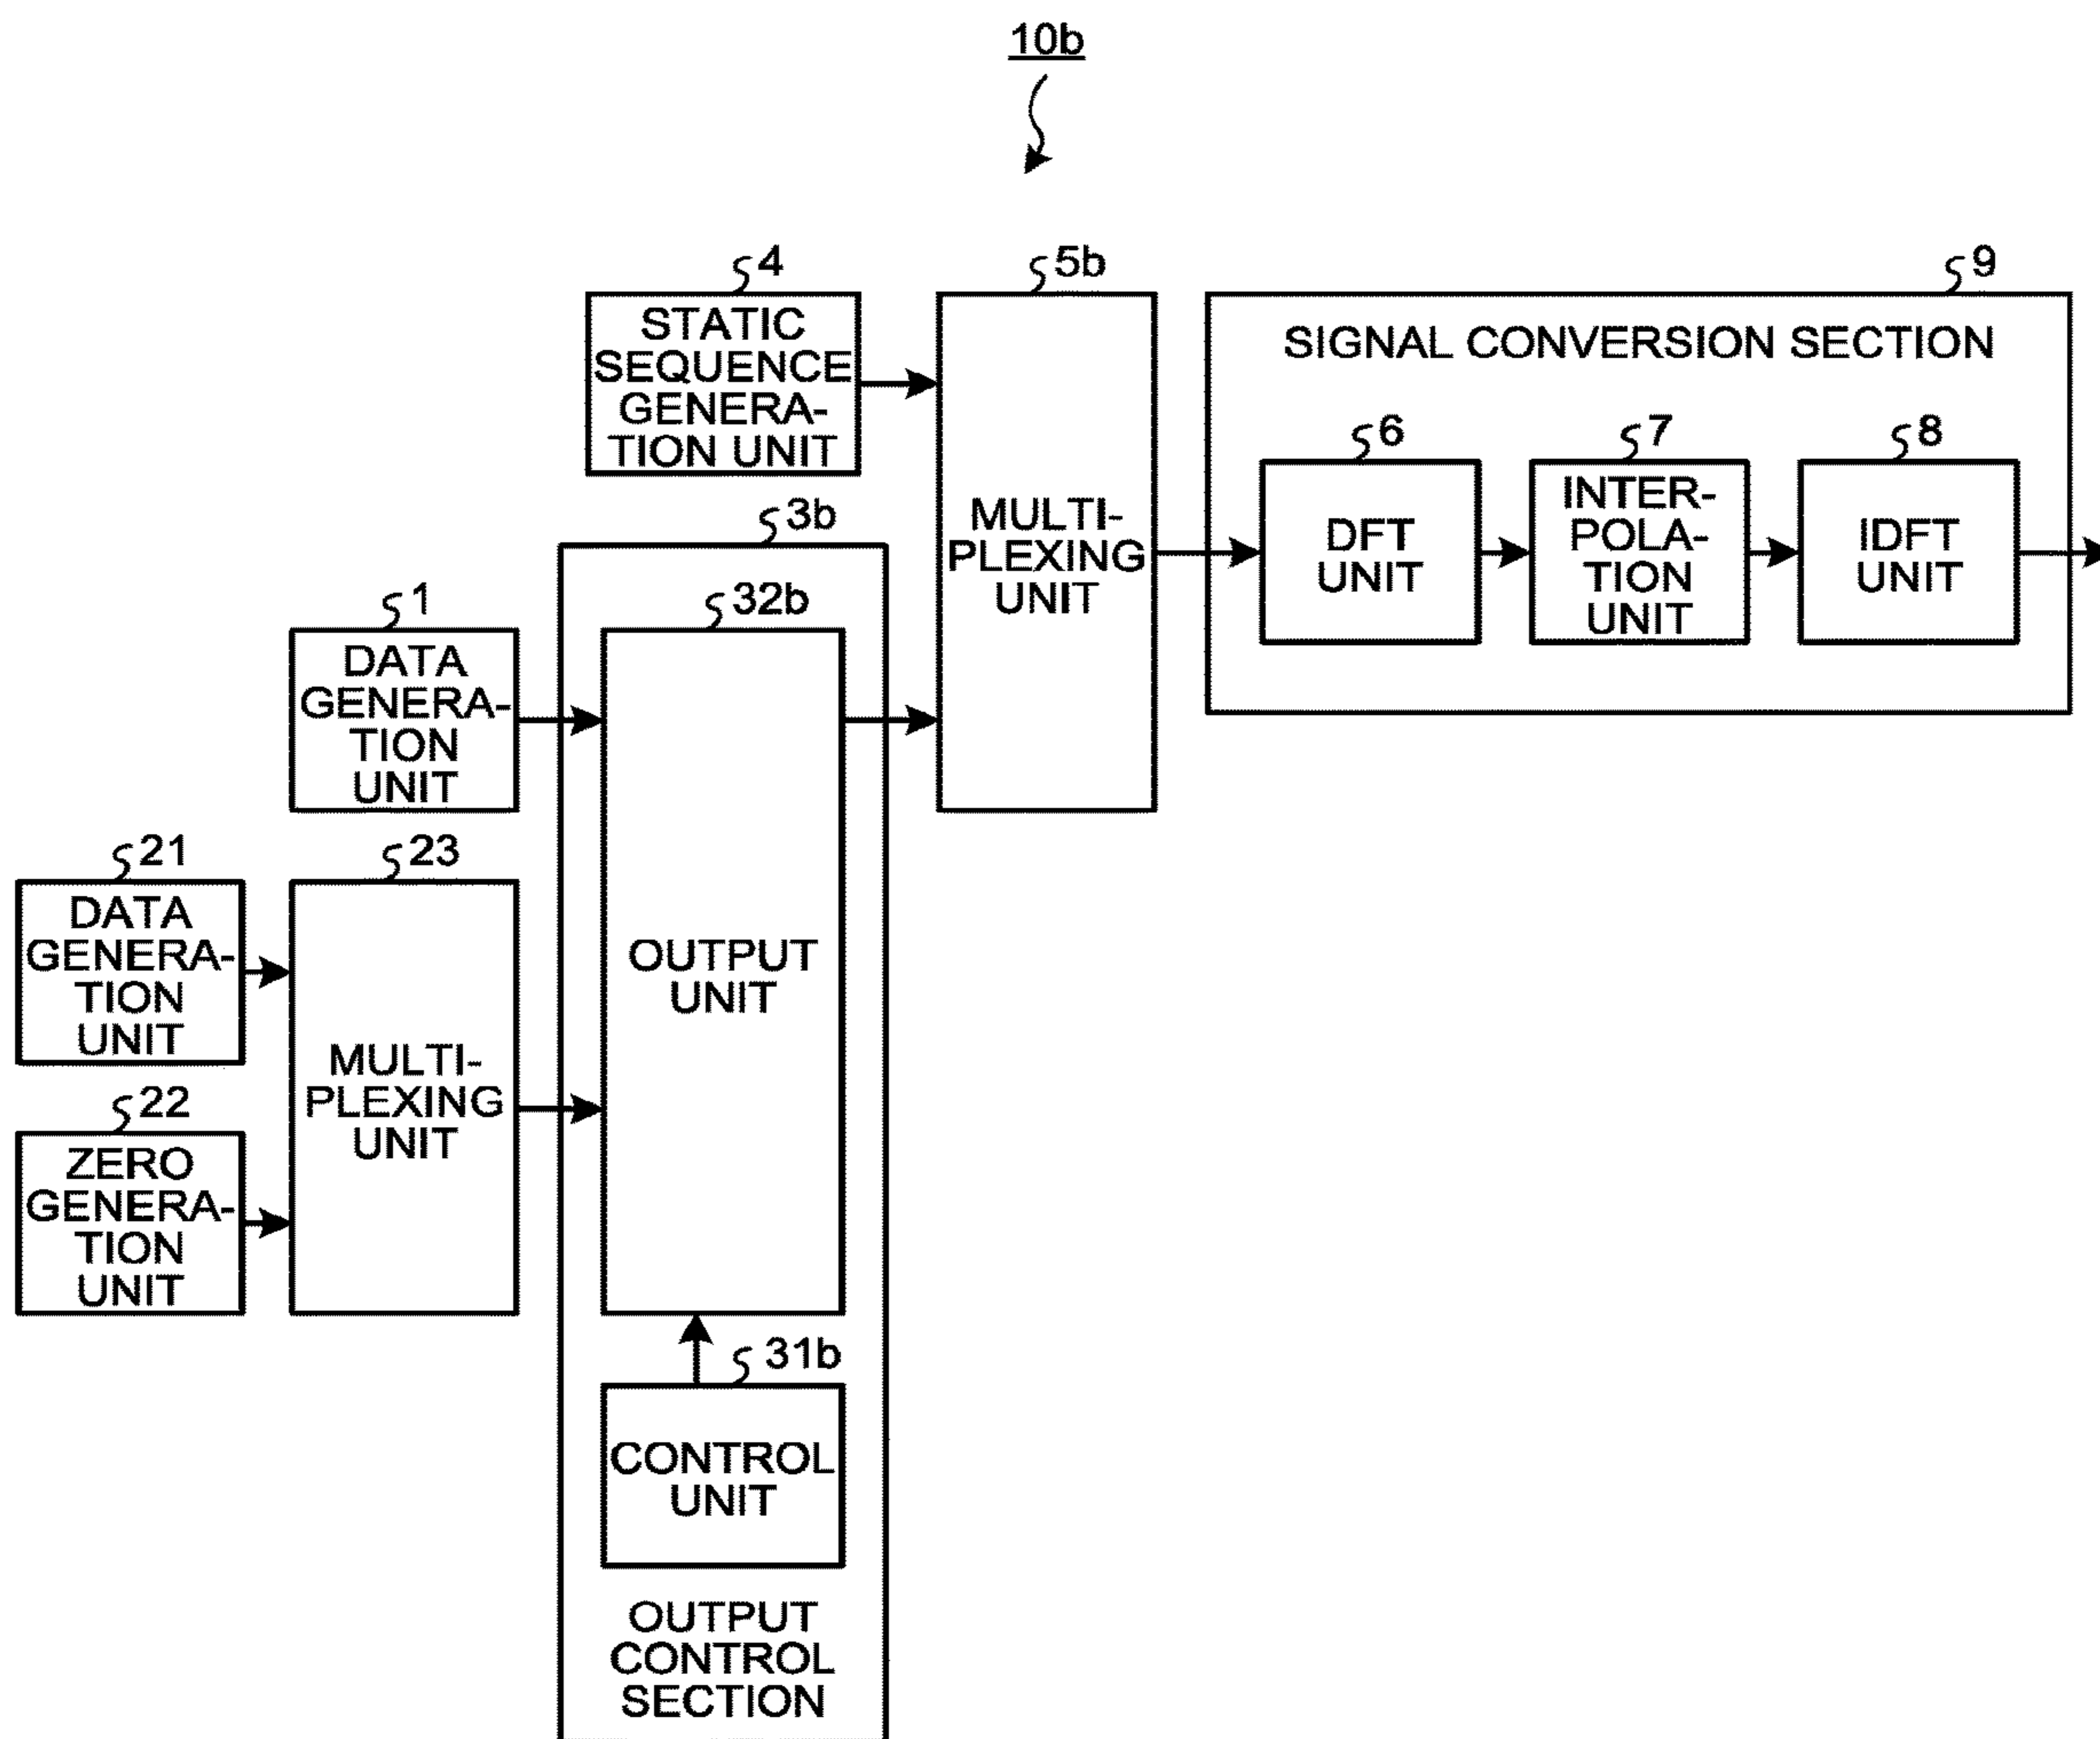 10b
4
STATIC
SEQUENCE
GENERA-
TION UNIT
5b
MULTI-
PLEXING
UNIT
9
SIGNAL CONVERSION SECTION
6
DFT
UNIT
7
INTER-
POLA-
TION
UNIT
8
IDFT
UNIT
3b
1
DATA
GENERA-
TION
UNIT
32b
OUTPUT
UNIT
21
DATA
GENERA-
TION
UNIT
23
MULTI-
PLEXING
UNIT
22
ZERO
GENERA-
TION
UNIT
31b
CONTROL
UNIT
OUTPUT
CONTROL
SECTION